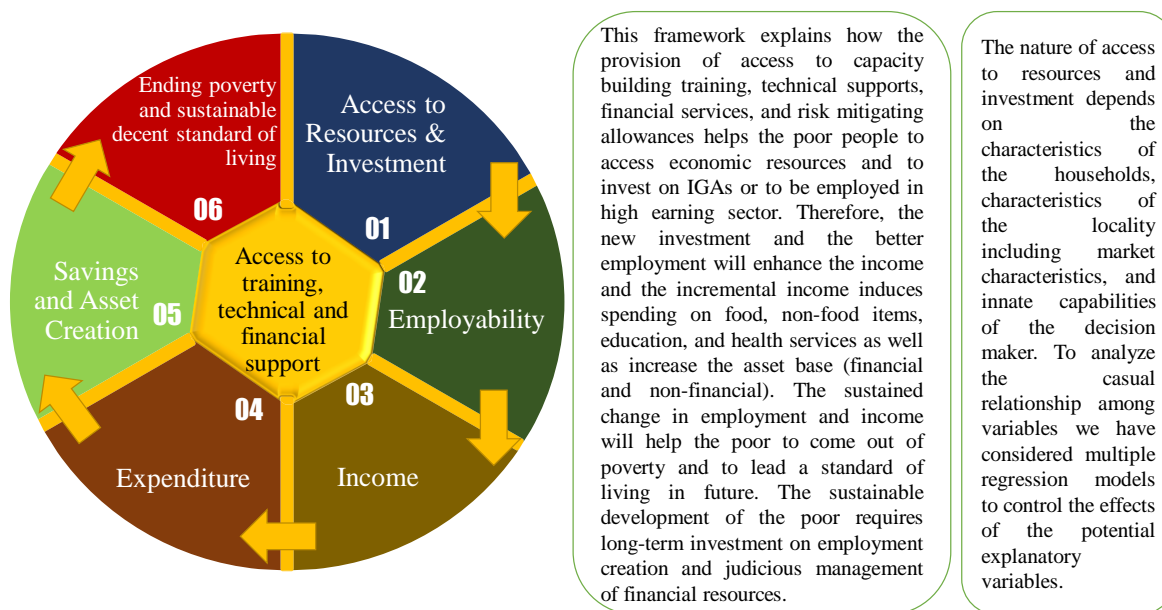 Access to
Resources &
Investment
01
02
Employability
03
Income
04
Expenditure
Savings
and Asset
Creation
05
Ending poverty
and sustainable
decent standard of
living
06
Access to
training,
technical and
financial
support
This framework explains how the
provision of access to capacity
building training, technical supports,
financial services, and risk mitigating
allowances helps the poor people to
access economic resources and to
invest on IGAs or to be employed in
high earning sector. Therefore, the
new investment and the better
employment will enhance the income
and the incremental income induces
spending on food, non-food items,
education, and health services as well
as increase the asset base (financial
and non-financial). The sustained
change in employment and income
will help the poor to come out of
poverty and to lead a standard of
living in future. The sustainable
development of the poor requires
long-term investment on employment
creation and judicious management
of financial resources.
The nature of access
to resources and
investment depends
on the
characteristics of
the households,
characteristics of
the locality
including market
characteristics, and
innate capabilities
of the decision
maker. To analyze
the casual
relationship among
variables we have
considered multiple
regression models
to control the effects
of the potential
explanatory
variables.